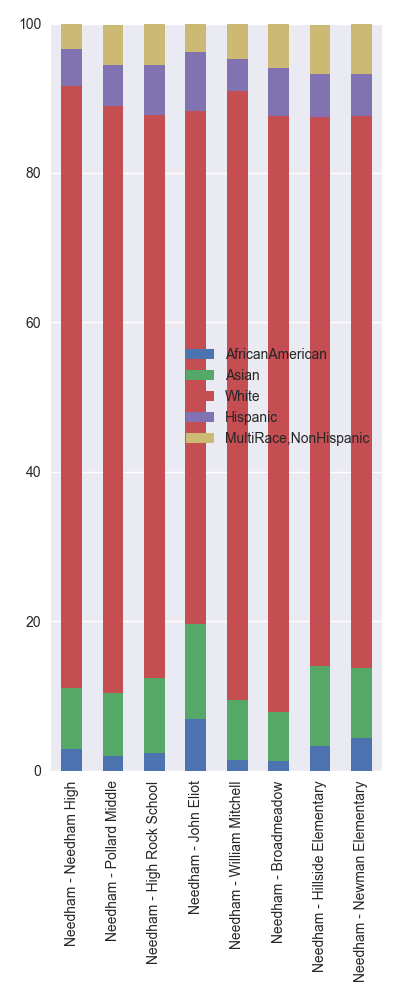 100
80
60
40
20
0
AfricanAmerican
Asian
White
Hispanic
MultiRace,NonHispanic
Needham - Needham High
Needham - Pollard Middle
Needham - High Rock School
Needham - John Eliot
Needham - William Mitchell
Needham - Broadmeadow
Needham - Hillside Elementary
Needham - Newman Elementary